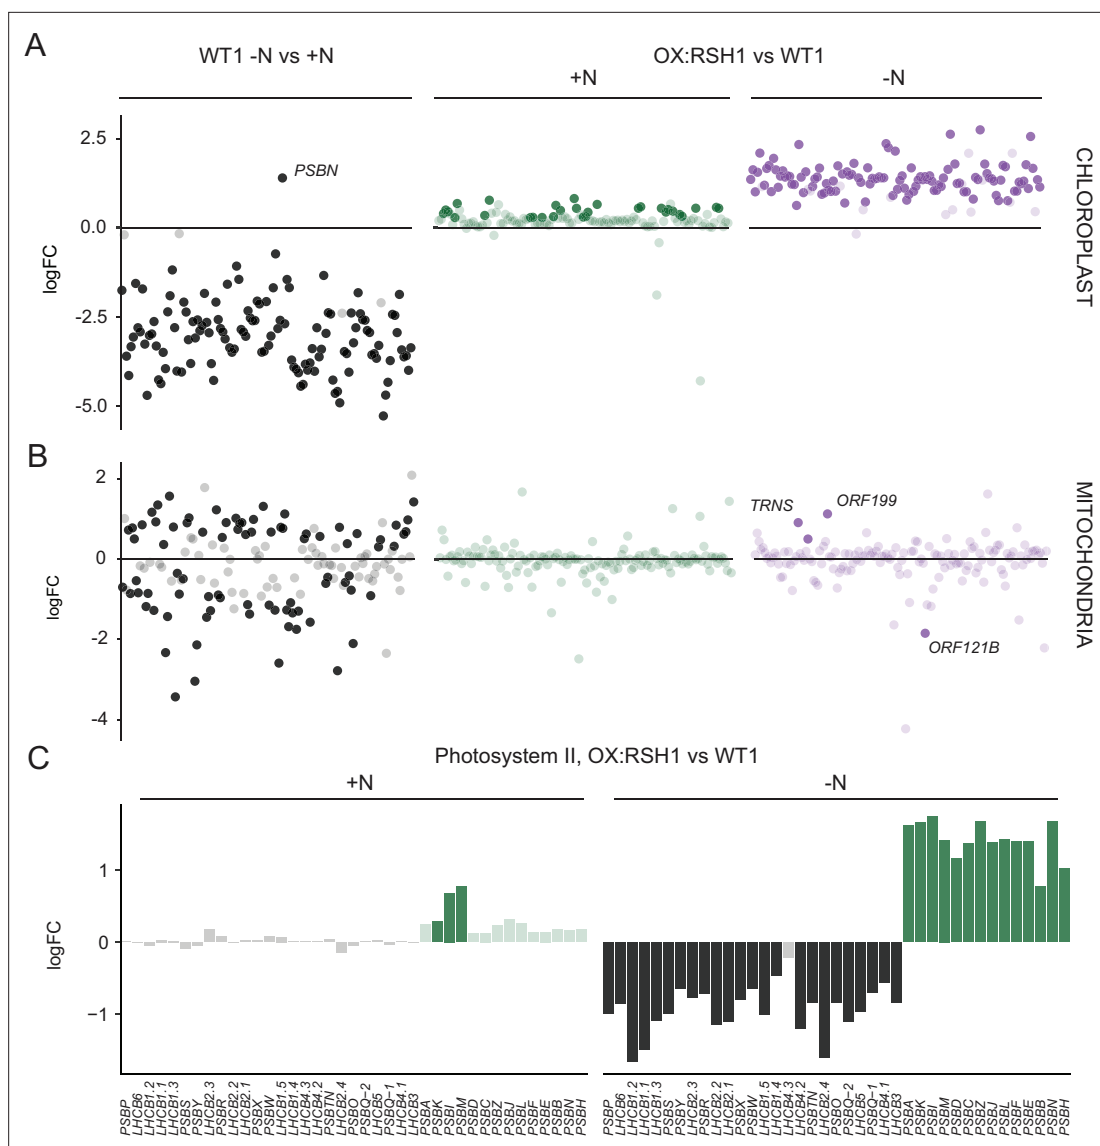 A
WT1 -N vs +N
OX:RSH1 vs WT1
+N
-N
2.5
0.0
-2.5
-5.0
logFC
PSBN
CHLOROPLAST
B
2
0
-2
-4
logFC
TRNS
ORF199
ORF121B
MITOCHONDRIA
C
Photosystem II, OX:RSH1 vs WT1
+N
-N
1
0
−1
logFC
PSBP
LHCB6
LHCB1.2
LHCB1.1
LHCB1.3
PSBS
PSBY
LHCB2.3
PSBR
LHCB2.2
LHCB2.1
PSBX
PSBW
LHCB1.5
LHCB1.4
LHCB4.3
LHCB4.2
PSBTN
LHCB2.4
PSBO
PSBQ-2
LHCB5
PSBQ-1
LHCB4.1
LHCB3
PSBA
PSBK
PSBI
PSBM
PSBD
PSBC
PSBZ
PSBJ
PSBL
PSBF
PSBE
PSBB
PSBN
PSBH
PSBP
LHCB6
LHCB1.2
LHCB1.1
LHCB1.3
PSBS
PSBY
LHCB2.3
PSBR
LHCB2.2
LHCB2.1
PSBX
PSBW
LHCB1.5
LHCB1.4
LHCB4.3
LHCB4.2
PSBTN
LHCB2.4
PSBO
PSBQ-2
LHCB5
PSBQ-1
LHCB4.1
LHCB3
PSBA
PSBK
PSBI
PSBM
PSBD
PSBC
PSBZ
PSBJ
PSBL
PSBF
PSBE
PSBB
PSBN
PSBH